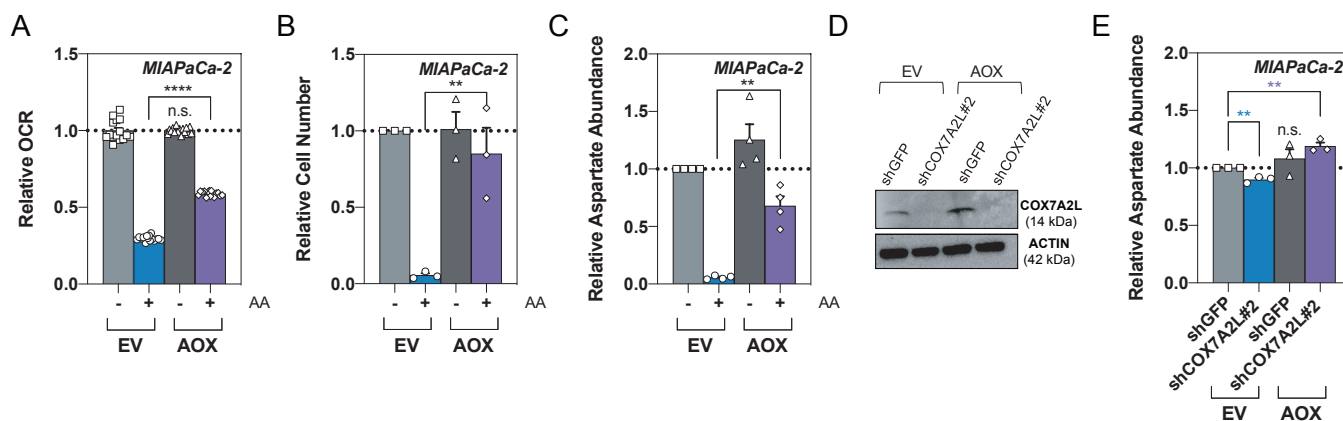 A
Relative OCR
1.5
1.0
0.5
0.0
MIAPaCa-2
****
n.s.
- + - + AA
EV AOX
B
Relative Cell Number
1.5
1.0
0.5
0.0
MIAPaCa-2
**
- + - + AA
EV AOX
C
Relative Aspartate Abundance
2.0
1.5
1.0
0.5
0.0
MIAPaCa-2
**
- + - + AA
EV AOX
D
EV AOX
shGFP
shCOX7A2L#2
shGFP
shCOX7A2L#2
COX7A2L
(14 kDa)
ACTIN
(42 kDa)
E
Relative Aspartate Abundance
2.0
1.5
1.0
1.0
0.0
MIAPaCa-2
**
**
n.s.
shGFP
shCOX7A2L#2
shGFP
shCOX7A2L#2
EV AOX